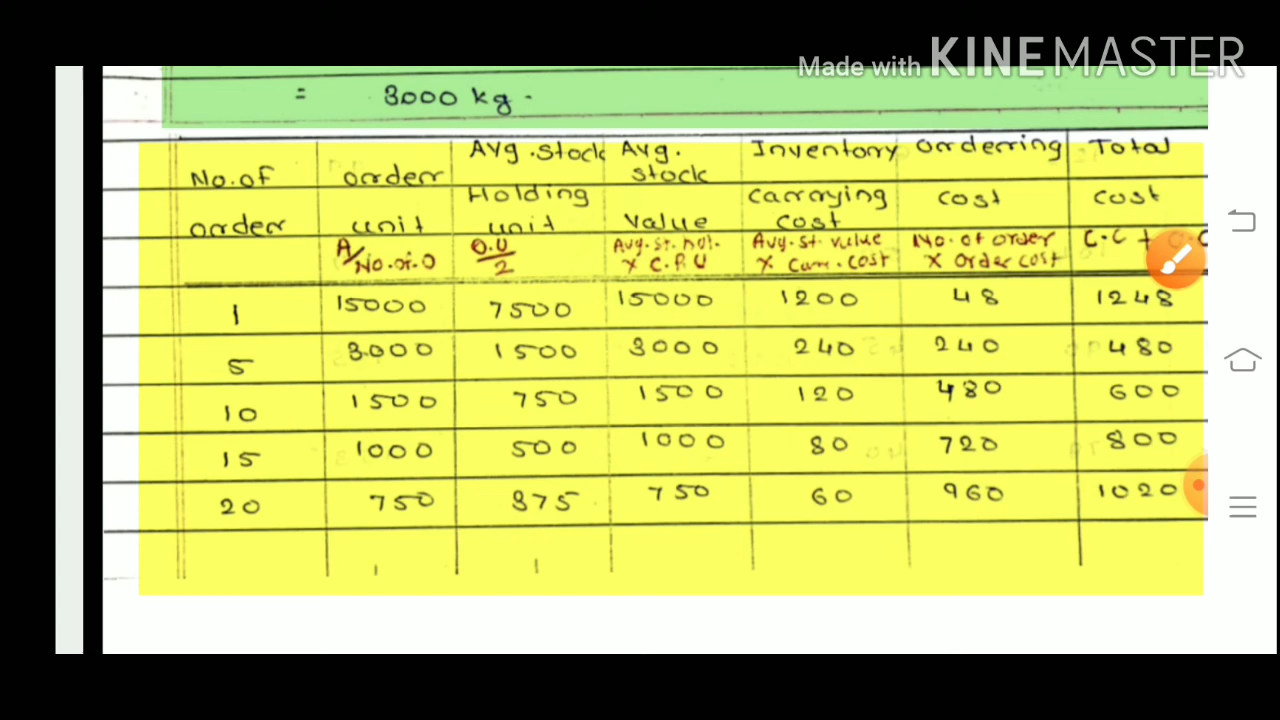 Made with KINEMASTER
= 3000 kg.
No. of order | order unit | Avg. stock Holding unit | Avg. stock value | Inventory carrying cost | ordering cost | Total cost
A/No.of.O | O.U/2 | Avg. st. hol. X C.P.U | Avg. st. value X Carr. cost | No. of order X order cost | C.C +
1 | 15000 | 7500 | 15000 | 1200 | 48 | 1248
5 | 3000 | 1500 | 3000 | 240 | 240 | 480
10 | 1500 | 750 | 1500 | 120 | 480 | 600
15 | 1000 | 500 | 1000 | 80 | 720 | 800
20 | 750 | 375 | 750 | 60 | 960 | 1020